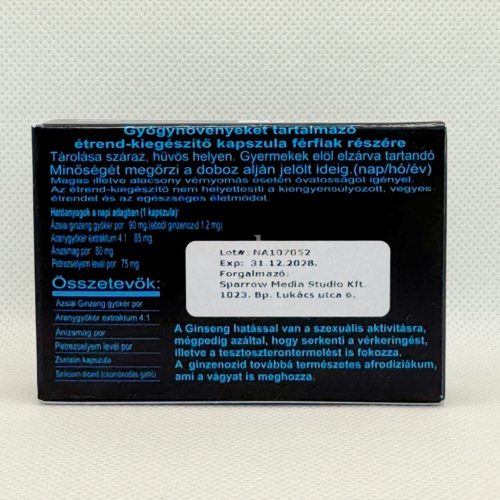 Gyógynövényeket tartalmazó
étrend-kiegészítő kapszula férfiak részére
Tárolása száraz, hűvös helyen. Gyermekek elöl elzárva tartandó
Minőségét megőrzi a doboz alján jelölt ideig.(nap/hó/év)
Magas illetve alacsony vérnyomás esetén óvatosságot igényel.
Az étrend-kiegészítő nem helyettesíti a kiegyensúlyozott, vegyes
étrendet és az egészséges életmódot.
Hatóanyagok a napi adagban (1 kapszula):
Ázsiai ginzeng gyökér por 90 mg (ebből ginzenoid 1.2 mg)
Aranygyökér extraktum 4:1 85 mg
Ánizsmag por 80 mg
Petrezselyem levél por 75 mg
Összetevők:
Ázsiai Ginzeng gyökér por
Aranygyökér extraktum 4:1
Ánizsmag por
Petrezselyem levél por
Zselatin kapszula
Szilícium dioxid (csomósodás gátló)
Lot#: NA107052
Exp: 31.12.2028.
Forgalmazó:
Sparrow Media Studio Kft.
1023. Bp. Lukács utca 6.
A Ginseng hatással van a szexuális aktivitásra,
mégpedig azáltal, hogy serkenti a vérkeringést,
illetve a tesztoszterontermelést is fokozza.
A ginzenozid továbbá természetes afrodiziákum,
ami a vágyat is meghozza.